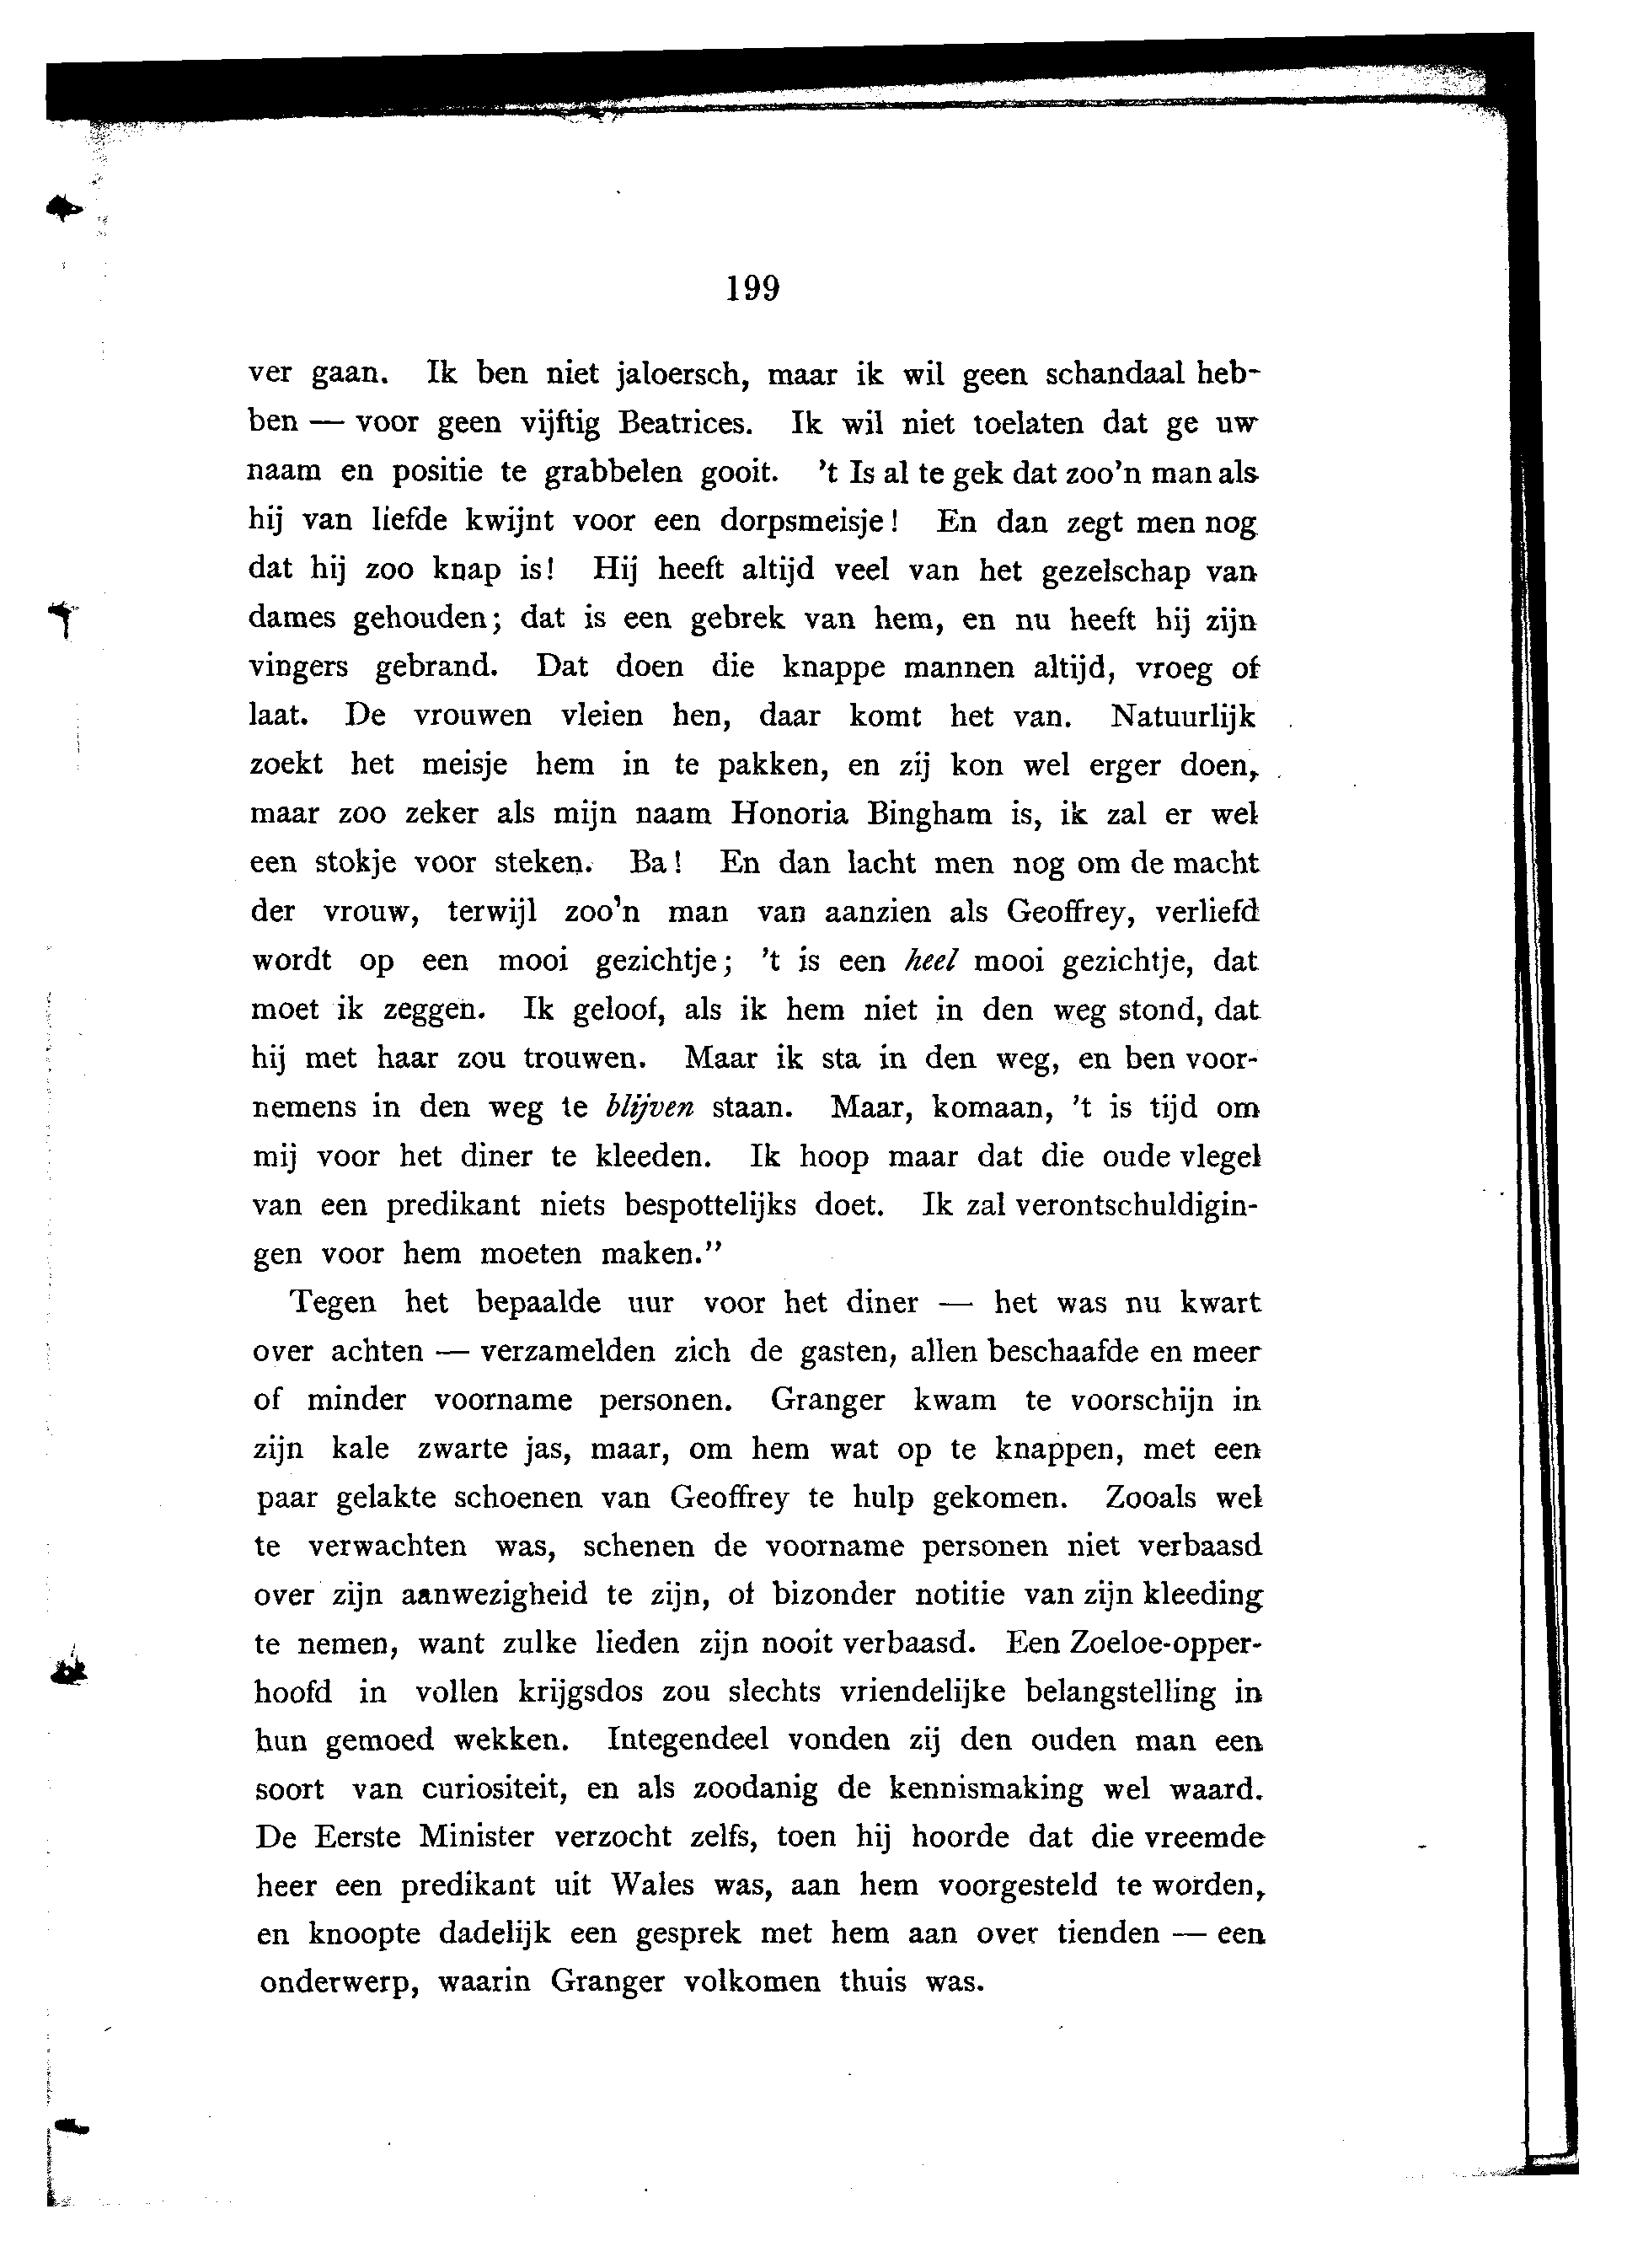 199
ver gaan. Ik ben niet jaloersch, maar ik wil geen schandaal heb-
ben — voor geen vijftig Beatrices. Ik wil niet toelaten dat ge uw
naam en positie te grabbelen gooit. 't Is al te gek dat zoo'n man als
hij van liefde kwijnt voor een dorpsmeisje! En dan zegt men nog
dat hij zoo knap is! Hij heeft altijd veel van het gezelschap van
dames gehouden; dat is een gebrek van hem, en nu heeft hij zijn
vingers gebrand. Dat doen die knappe mannen altijd, vroeg of
laat. De vrouwen vleien hen, daar komt het van. Natuurlijk
zoekt het meisje hem in te pakken, en zij kon wel erger doen,
maar zoo zeker als mijn naam Honoria Bingham is, ik zal er wel
een stokje voor steken. Ba! En dan lacht men nog om de macht
der vrouw, terwijl zoo'n man van aanzien als Geoffrey, verliefd
wordt op een mooi gezichtje; 't is een heel mooi gezichtje, dat
moet ik zeggen. Ik geloof, als ik hem niet in den weg stond, dat
hij met haar zou trouwen. Maar ik sta in den weg, en ben voor-
nemens in den weg te blijven staan. Maar, komaan, 't is tijd om
mij voor het diner te kleeden. Ik hoop maar dat die oude vlegel
van een predikant niets bespottelijks doet. Ik zal verontschuldigin-
gen voor hem moeten maken.”
Tegen het bepaalde uur voor het diner — het was nu kwart
over achten — verzamelden zich de gasten, allen beschaafde en meer
of minder voorname personen. Granger kwam te voorschijn in
zijn kale zwarte jas, maar, om hem wat op te knappen, met een
paar gelakte schoenen van Geoffrey te hulp gekomen. Zooals wel
te verwachten was, schenen de voorname personen niet verbaasd
over zijn aanwezigheid te zijn, of bizonder notitie van zijn kleeding
te nemen, want zulke lieden zijn nooit verbaasd. Een Zoeloe-opper-
hoofd in vollen krijgsdos zou slechts vriendelijke belangstelling in
hun gemoed wekken. Integendeel vonden zij den ouden man een
soort van curiositeit, en als zoodanig de kennismaking wel waard.
De Eerste Minister verzocht zelfs, toen hij hoorde dat die vreemde
heer een predikant uit Wales was, aan hem voorgesteld te worden,
en knoopte dadelijk een gesprek met hem aan over tienden — een
onderwerp, waarin Granger volkomen thuis was.